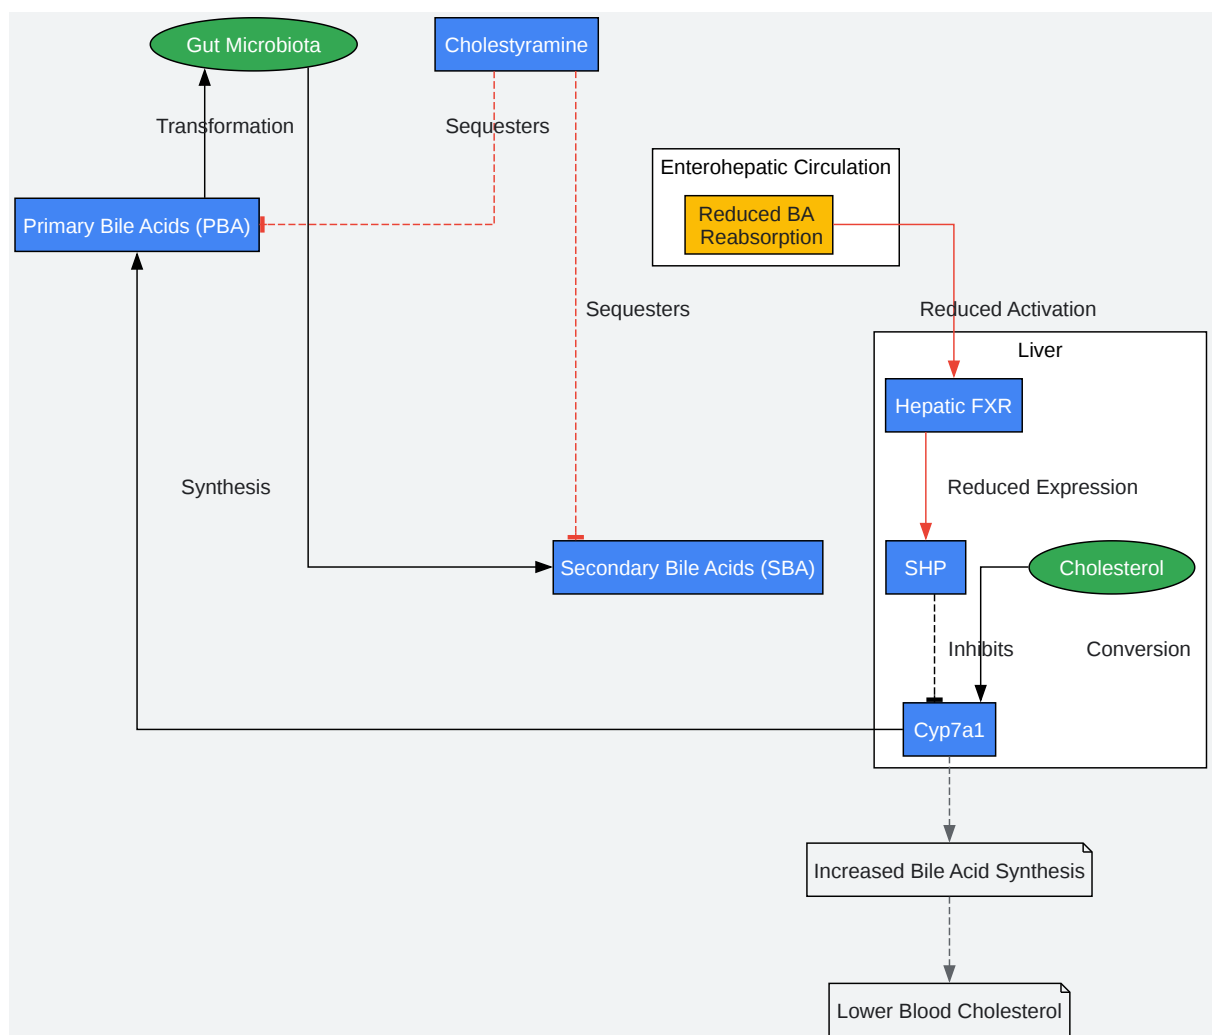 Gut Microbiota
Cholestyramine
Transformation
Sequesters
Enterohepatic Circulation
Reduced BA
Reabsorption
Primary Bile Acids (PBA)
Sequesters
Reduced Activation
Liver
Hepatic FXR
Synthesis
Reduced Expression
Secondary Bile Acids (SBA)
SHP
Cholesterol
Inhibits
Conversion
Cyp7a1
Increased Bile Acid Synthesis
Lower Blood Cholesterol